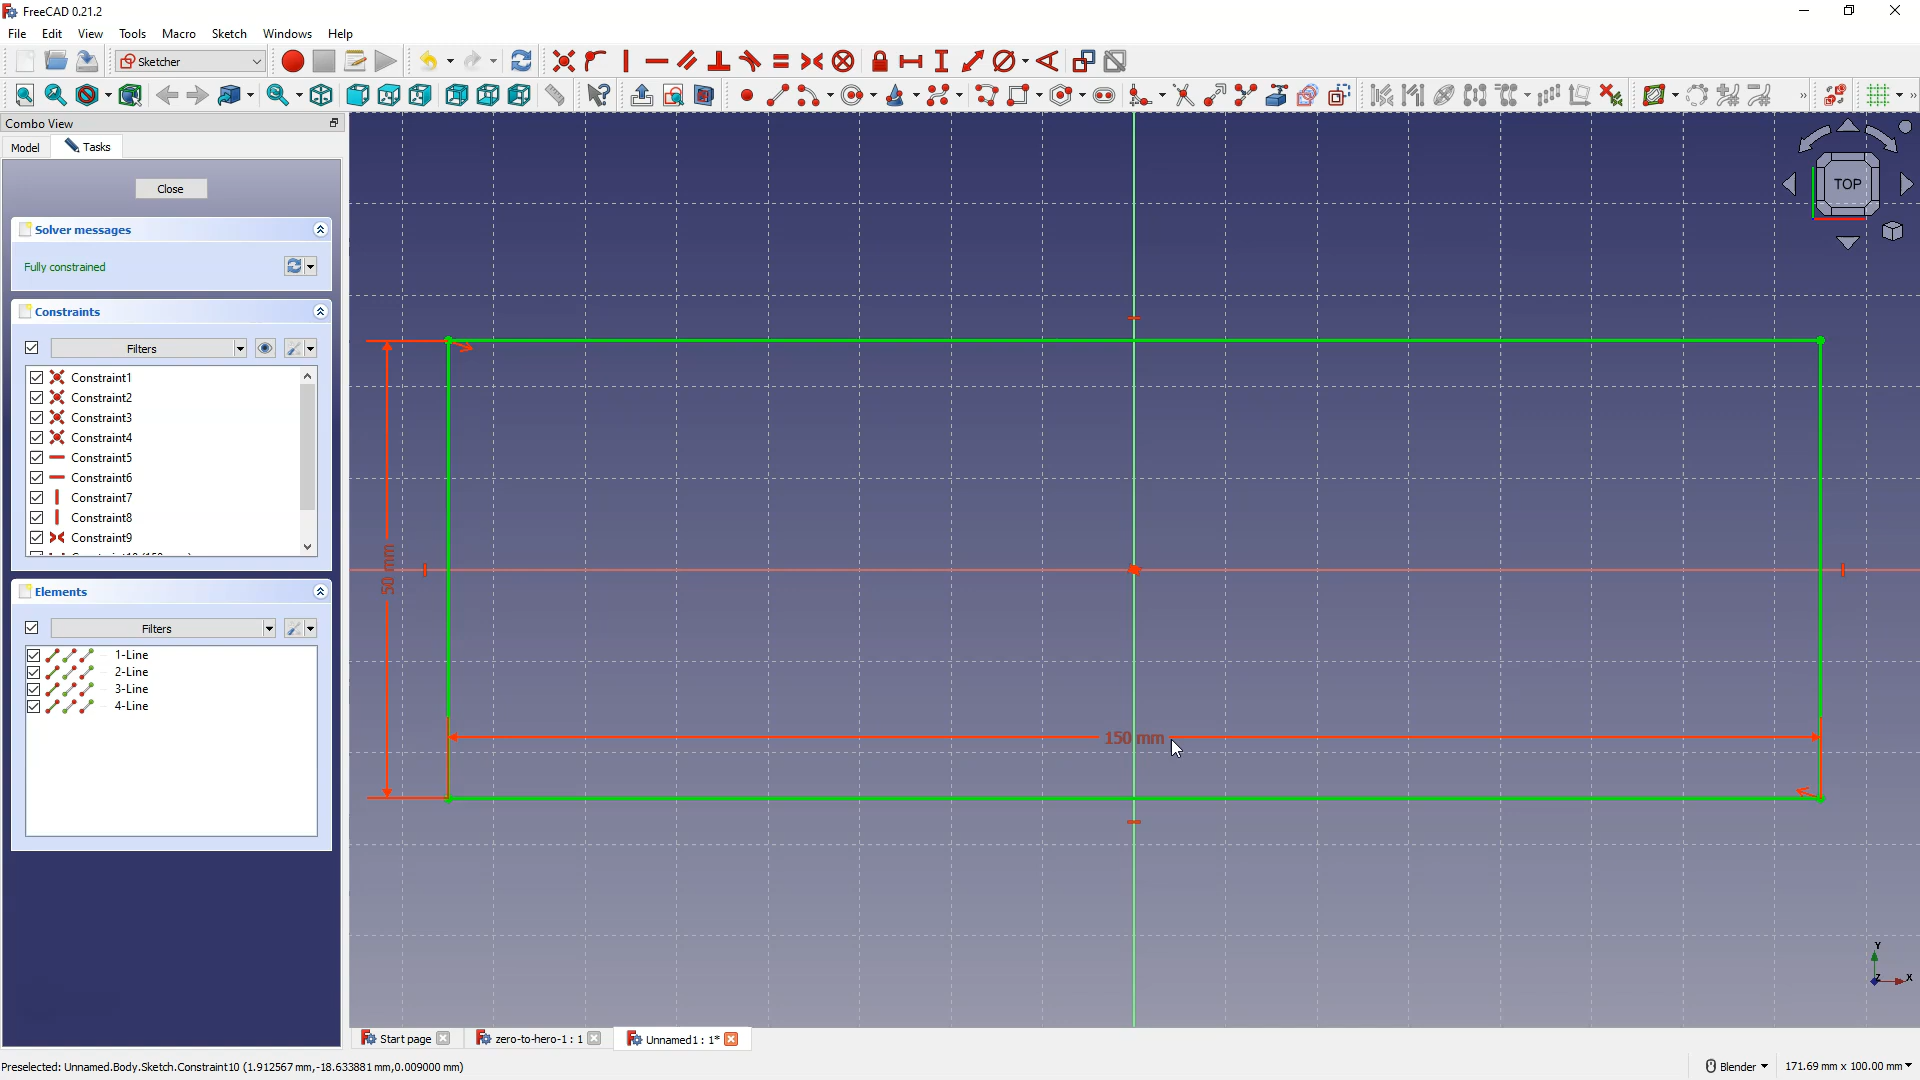 FreeCAD 0.21.2
File Edit View Tools Macro Sketch Windows Help
Sketcher
Combo View
Model Tasks
TOP
Close
Solver messages
Fully constrained
Constraints
Filters
Constraint1
Constraint2
Constraint3
Constraint4
Constraint5
Constraint6
Constraint7
Constraint8
Constraint9
50 mm
Elements
Filters
1-Line
2-Line
3-Line
4-Line
150 mm
Y
Z X
Start page zero-to-hero-1 : 1 Unnamed1 : 1*
Preselected: Unnamed.Body.Sketch.Constraint10 (1.912567 mm,-18.633881 mm,0.009000 mm) Blender 171.69 mm x 100.00 mm